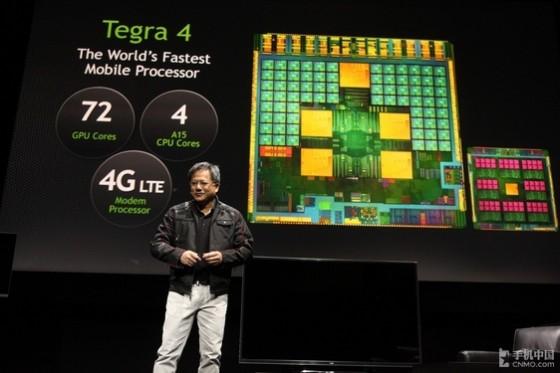 Tegra 4
The World's Fastest
Mobile Processor
72
GPU Cores
4
A15
CPU Cores
4G LTE
Modem
Processor
手机中国
CNMO.COM